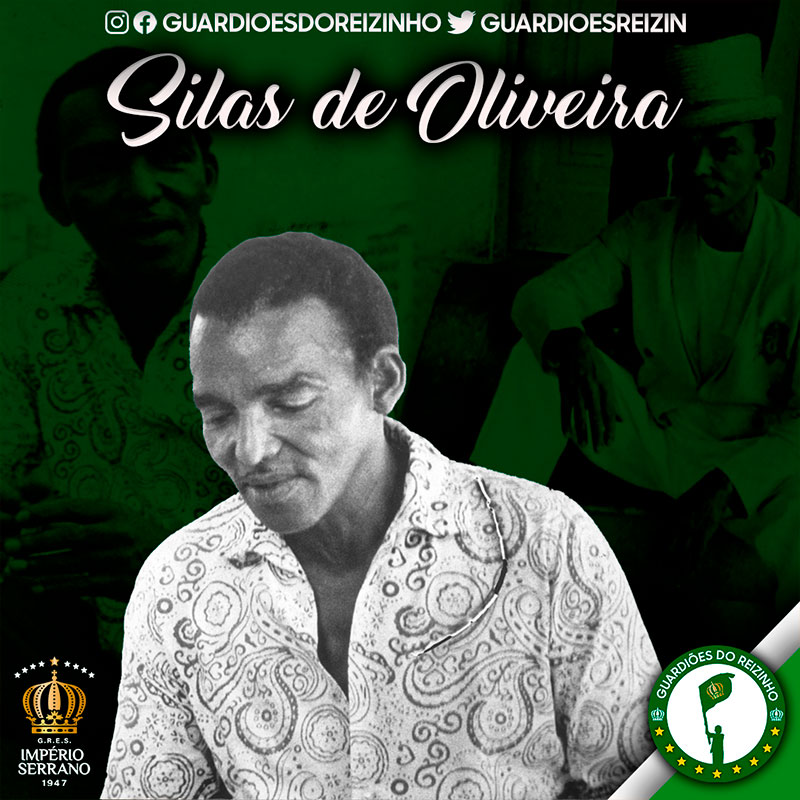 GUARDIOESDOREIZINHO GUARDIOESREIZIN
Silas de Oliveira
G.R.E.S.
IMPÉRIO
SERRANO
1947
GUARDIÕES DO REIZINHO